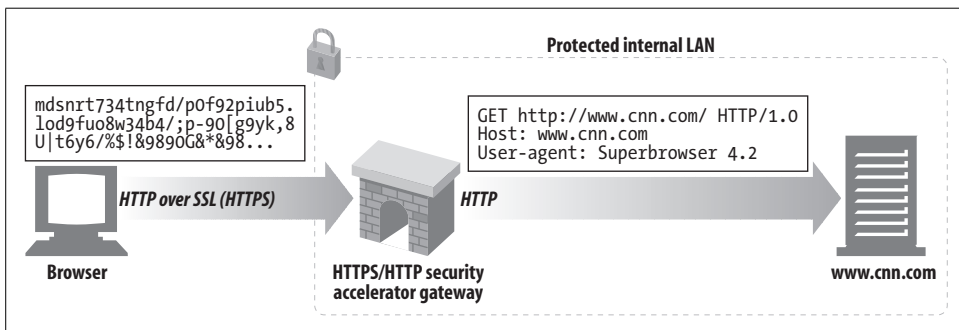 Protected internal LAN
mdsnrt734tngfd/pOf92piub5.
lod9fuo8w34b4/;p-9O[g9yk,8
U|t6y6/%$!&989OG&*&98...
GET http://www.cnn.com/ HTTP/1.0
Host: www.cnn.com
User-agent: Superbrowser 4.2
HTTP over SSL (HTTPS)
HTTP
Browser
HTTPS/HTTP security
accelerator gateway
www.cnn.com